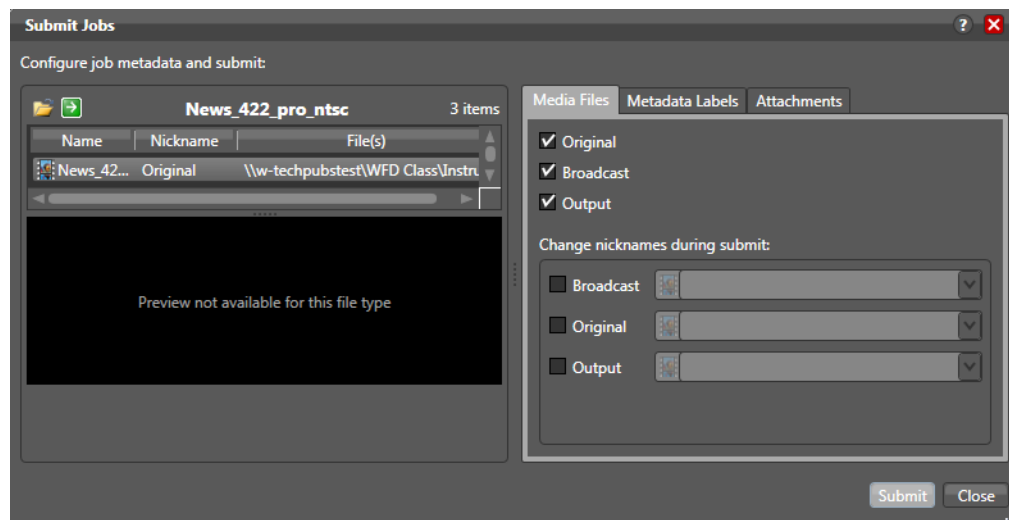 Submit Jobs
?
Configure job metadata and submit:
News_422_pro_ntsc 3 items
Name Nickname File(s)
News_42... Original \\w-techpubstest\WFD Class\Instru
Preview not available for this file type
Media Files Metadata Labels Attachments
Original
Broadcast
Output
Change nicknames during submit:
Broadcast
Original
Output
Submit Close